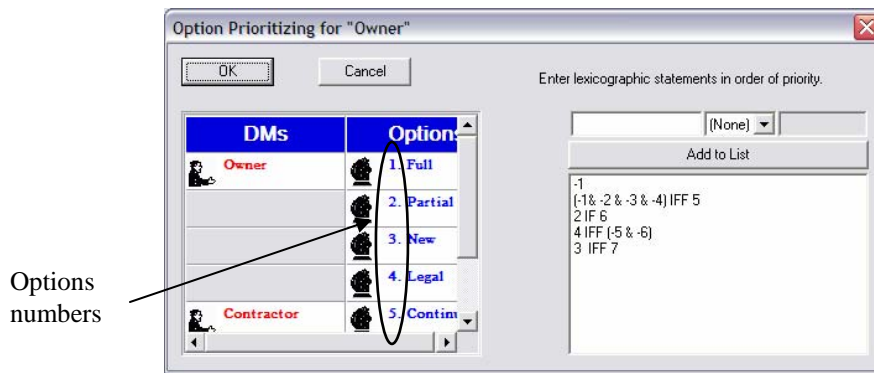 Option Prioritizing for "Owner"
OK
Cancel
Enter lexicographic statements in order of priority.
DMs
Options
Owner
1. Full
2. Partial
3. New
4. Legal
Contractor
5. Contin
(None)
Add to List
-1
(-1& -2 & -3 & -4) IFF 5
2 IF 6
4 IFF (-5 & -6)
3 IFF 7
Options
numbers